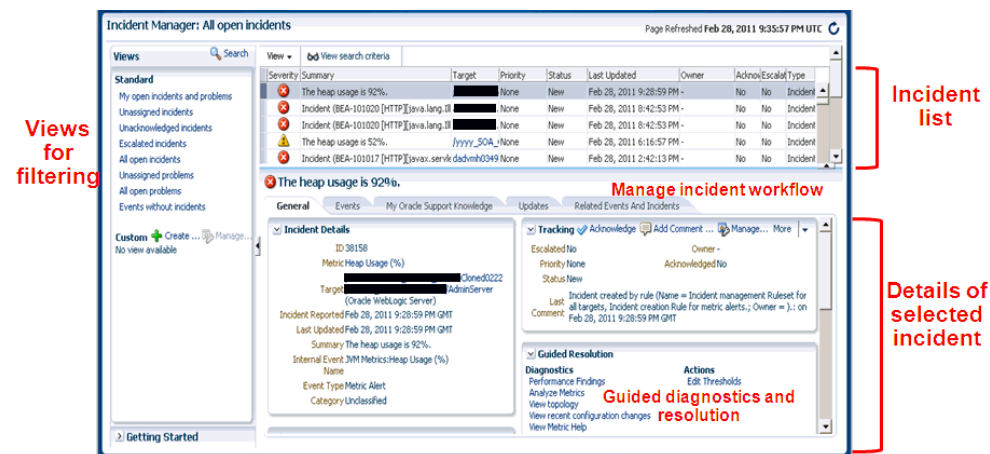 Incident Manager: All open incidents
Page Refreshed Feb 28, 2011 9:35:57 PM UTC
Views
Search
Standard
My open incidents and problems
Unassigned incidents
Unacknowledged incidents
Escalated incidents
All open incidents
Unassigned problems
All open problems
Events without incidents
Custom Create ... Manage...
No view available
Getting Started
View
View search criteria
Severity Summary Target Priority Status Last Updated Owner Acknov Escalat Type
The heap usage is 92%. None New Feb 28, 2011 9:28:59 PM - No No Incident
Incident (BEA-101020 [HTTP][java.lang.Ill None New Feb 28, 2011 8:42:53 PM - No No Incident
Incident (BEA-101020 [HTTP][java.lang.Ill None New Feb 28, 2011 8:42:53 PM - No No Incident
The heap usage is 52%. /yyyy_SOA_ None New Feb 28, 2011 6:16:57 PM - No No Incident
Incident (BEA-101017 [HTTP][javax.servle dadvmh0349 None New Feb 28, 2011 2:42:13 PM - No No Incident
The heap usage is 92%.
Manage incident workflow
General Events My Oracle Support Knowledge Updates Related Events And Incidents
Incident Details
ID 38158
Metric Heap Usage (%)
Cloned0222
Target /AdminServer
(Oracle WebLogic Server)
Incident Reported Feb 28, 2011 9:28:59 PM GMT
Last Updated Feb 28, 2011 9:28:59 PM GMT
Summary The heap usage is 92%.
Internal Event JVM Metrics:Heap Usage (%)
Name
Event Type Metric Alert
Category Unclassified
Tracking Acknowledge Add Comment ... Manage... More
Escalated No Owner -
Priority None Acknowledged No
Status New
Last Comment Incident created by rule (Name = Incident management Ruleset for
all targets, Incident creation Rule for metric alerts.; Owner = ).: on
Feb 28, 2011 9:28:59 PM GMT
Guided Resolution
Diagnostics Actions
Performance Findings Edit Thresholds
Analyze Metrics
View topology
View recent configuration changes
View Metric Help
Guided diagnostics and
resolution
Views
for
filtering
Incident
list
Details of
selected
incident